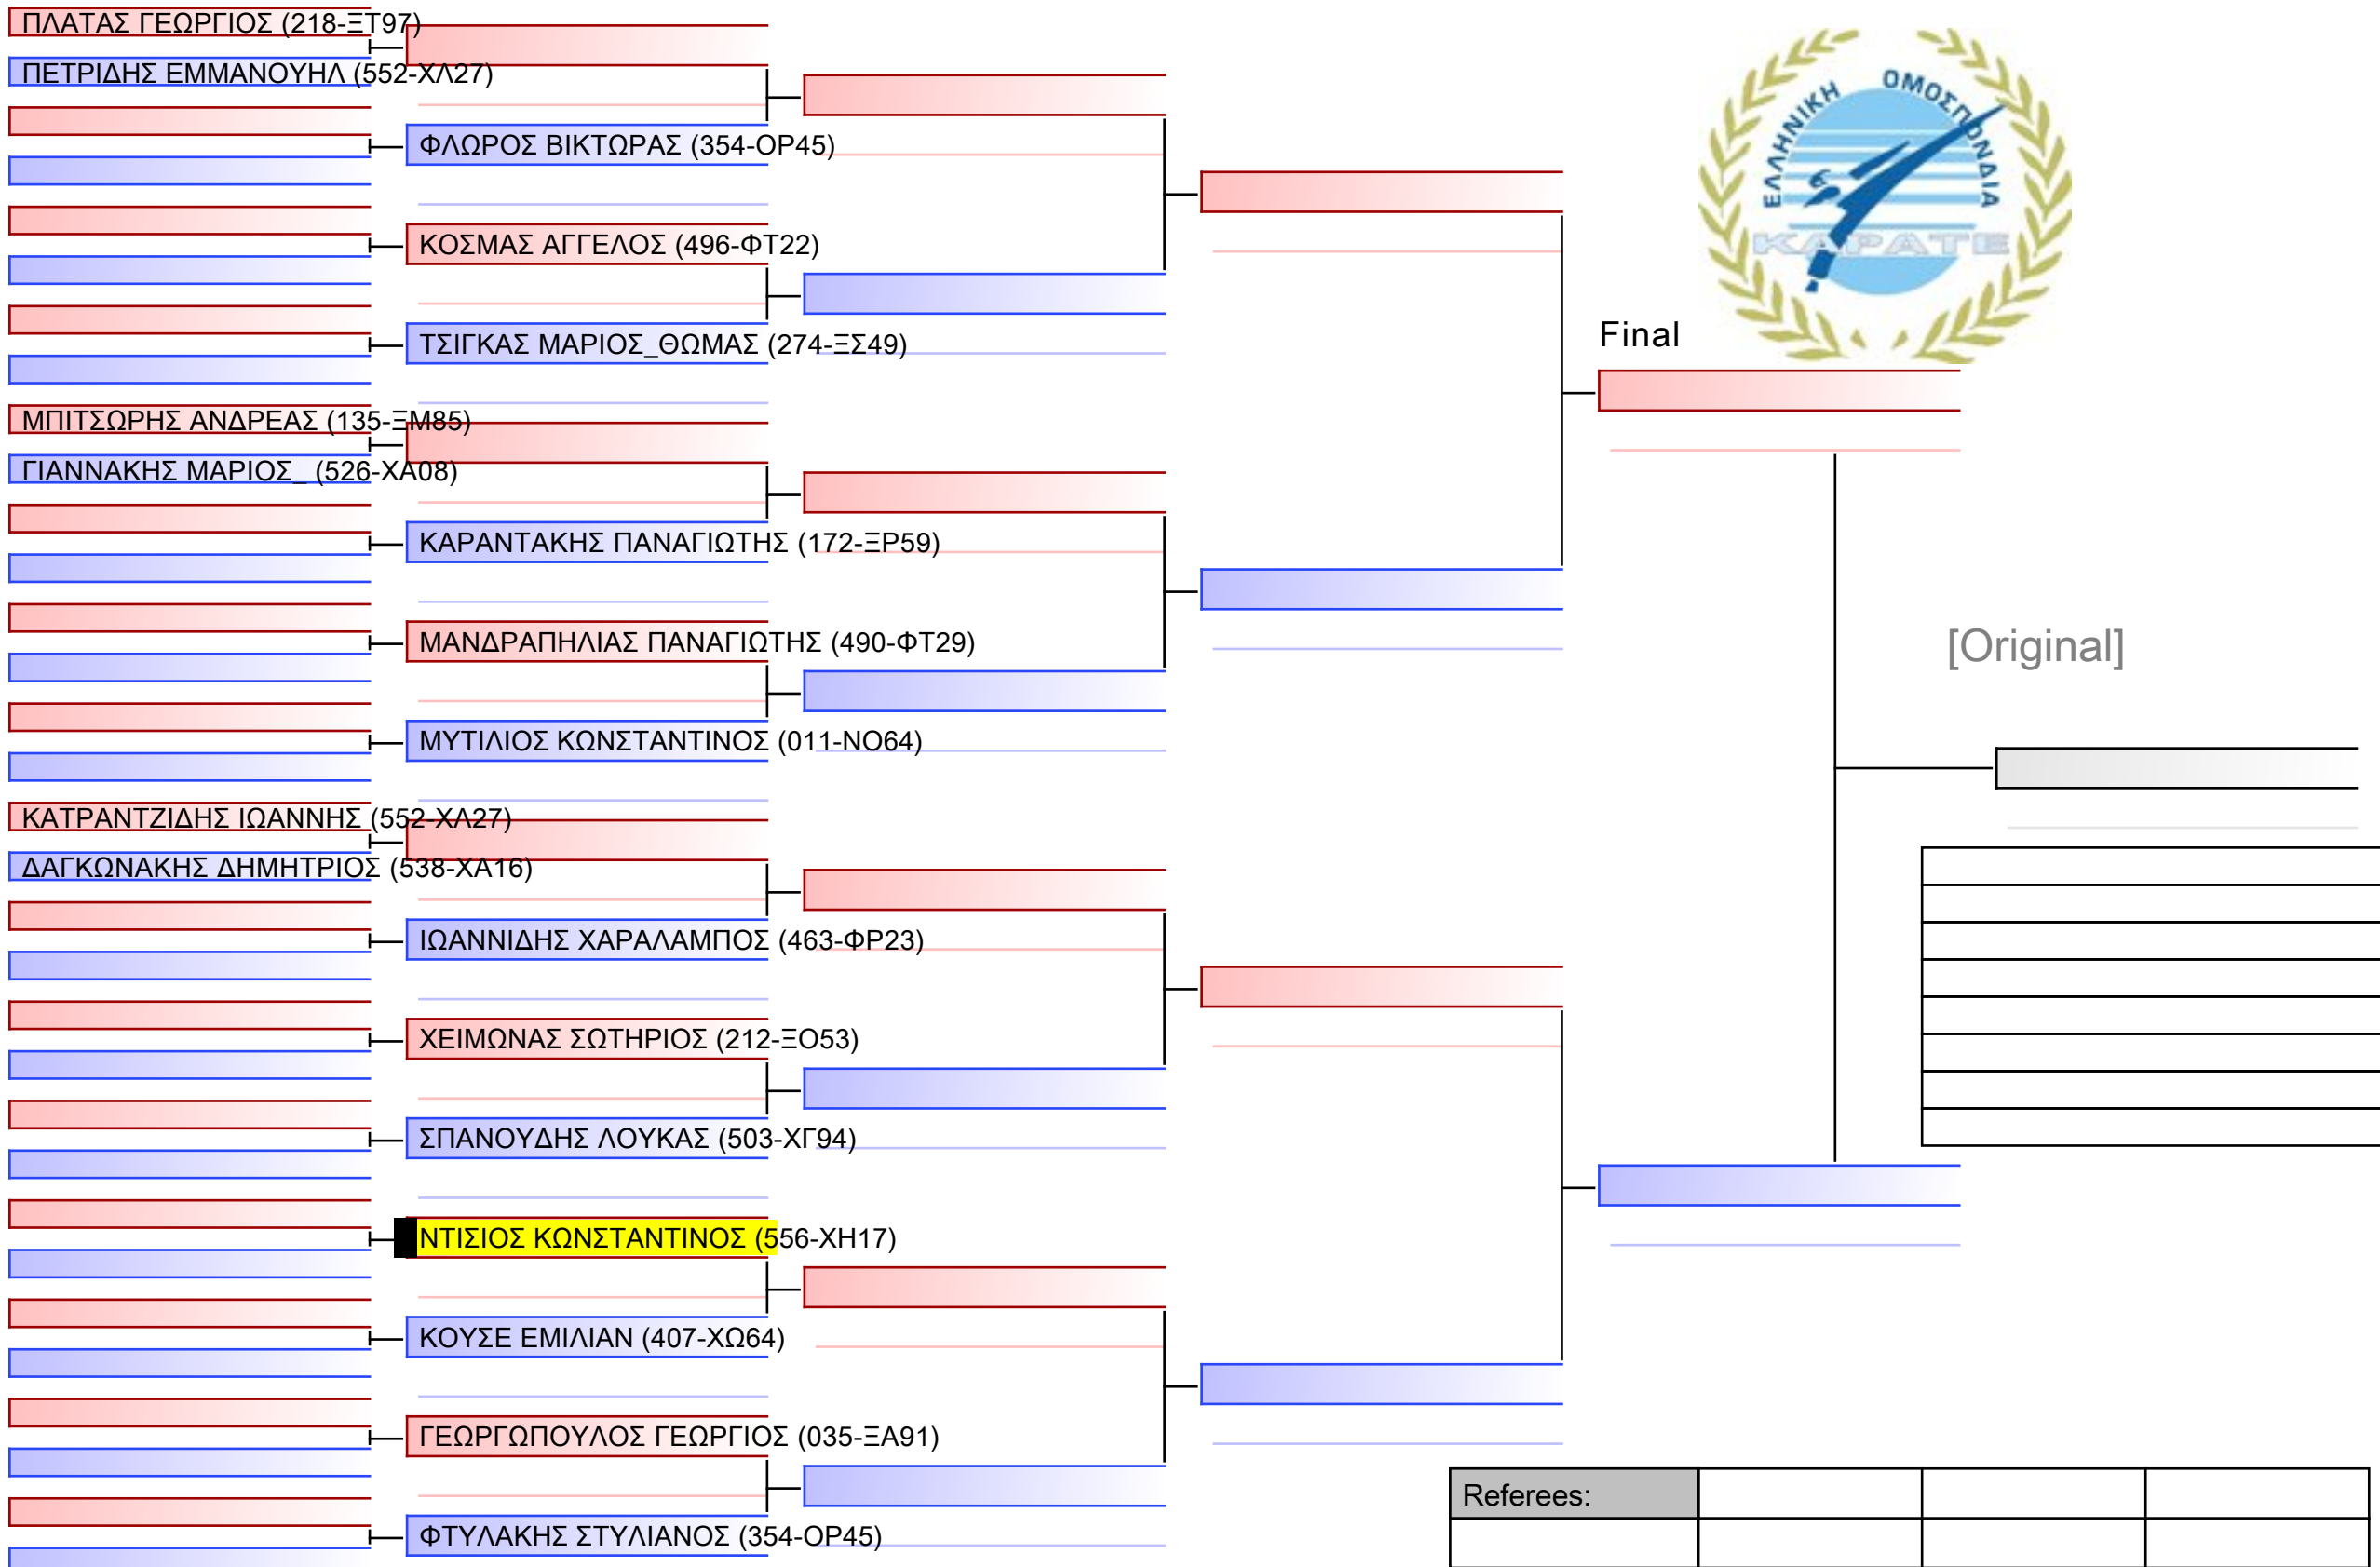 ΠΛΑΤΑΣ ΓΕΩΡΓΙΟΣ (218-ΞΤ97)
ΠΕΤΡΙΔΗΣ ΕΜΜΑΝΟΥΗΛ (552-ΧΛ27)
ΦΛΩΡΟΣ ΒΙΚΤΩΡΑΣ (354-ΟΡ45)
ΚΟΣΜΑΣ ΑΓΓΕΛΟΣ (496-ΦΤ22)
ΤΣΙΓΚΑΣ ΜΑΡΙΟΣ_ΘΩΜΑΣ (274-ΞΣ49)
ΜΠΙΤΣΩΡΗΣ ΑΝΔΡΕΑΣ (135-ΞΜ85)
ΓΙΑΝΝΑΚΗΣ ΜΑΡΙΟΣ_ (526-ΧΑ08)
ΚΑΡΑΝΤΑΚΗΣ ΠΑΝΑΓΙΩΤΗΣ (172-ΞΡ59)
ΜΑΝΔΡΑΠΗΛΙΑΣ ΠΑΝΑΓΙΩΤΗΣ (490-ΦΤ29)
ΜΥΤΙΛΙΟΣ ΚΩΝΣΤΑΝΤΙΝΟΣ (011-ΝΟ64)
ΚΑΤΡΑΝΤΖΙΔΗΣ ΙΩΑΝΝΗΣ (552-ΧΛ27)
ΔΑΓΚΩΝΑΚΗΣ ΔΗΜΗΤΡΙΟΣ (538-ΧΑ16)
ΙΩΑΝΝΙΔΗΣ ΧΑΡΑΛΑΜΠΟΣ (463-ΦΡ23)
ΧΕΙΜΩΝΑΣ ΣΩΤΗΡΙΟΣ (212-ΞΟ53)
ΣΠΑΝΟΥΔΗΣ ΛΟΥΚΑΣ (503-ΧΓ94)
ΝΤΙΣΙΟΣ ΚΩΝΣΤΑΝΤΙΝΟΣ (556-ΧΗ17)
ΚΟΥΣΕ ΕΜΙΛΙΑΝ (407-ΧΩ64)
ΓΕΩΡΓΩΠΟΥΛΟΣ ΓΕΩΡΓΙΟΣ (035-ΞΑ91)
ΦΤΥΛΑΚΗΣ ΣΤΥΛΙΑΝΟΣ (354-ΟΡ45)
ΕΛΛΗΝΙΚΗ ΟΜΟΣΠΟΝΔΙΑ
ΚΑΡΑΤΕ
Final
[Original]
Referees: